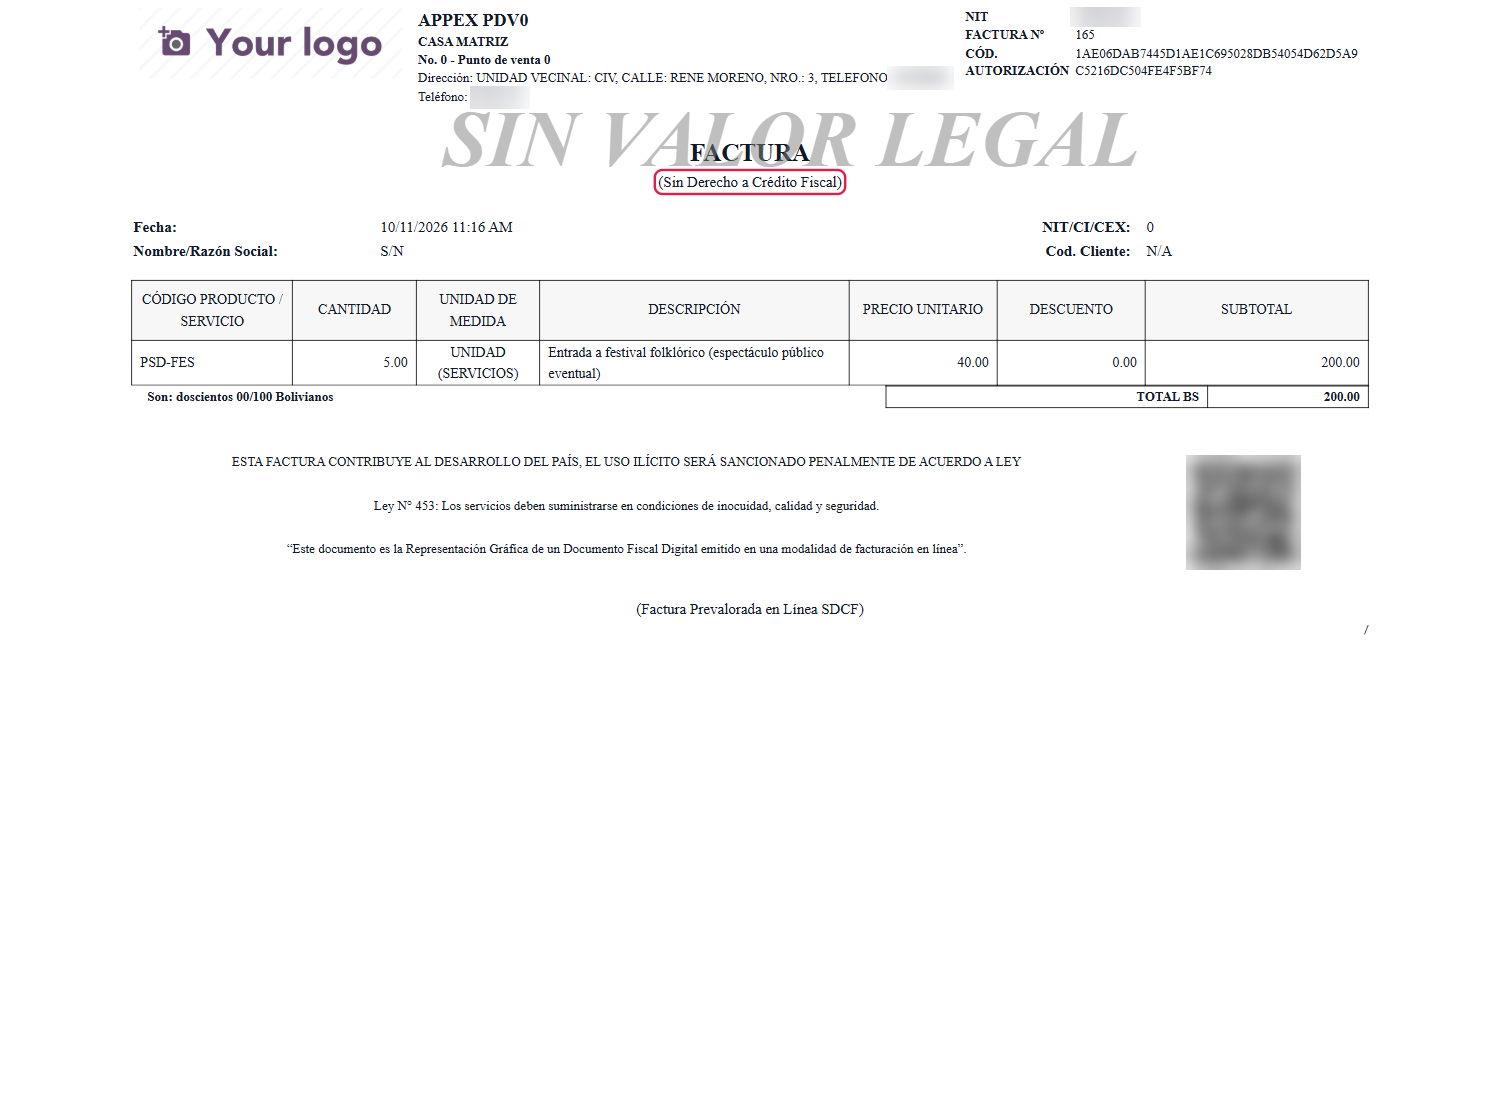 Your logo
APPEX PDV0
CASA MATRIZ
No. 0 - Punto de venta 0
Dirección: UNIDAD VECINAL: CIV, CALLE: RENE MORENO, NRO.: 3, TELEFONO
Teléfono:
NIT
FACTURA Nº 165
CÓD. 1AE06DAB7445D1AE1C695028DB54054D62D5A9
AUTORIZACIÓN C5216DC504FE4F5BF74
SIN VALOR LEGAL
FACTURA
(Sin Derecho a Crédito Fiscal)
Fecha: 10/11/2026 11:16 AM NIT/CI/CEX: 0
Nombre/Razón Social: S/N Cod. Cliente: N/A
CÓDIGO PRODUCTO /
SERVICIO
CANTIDAD
UNIDAD DE
MEDIDA
DESCRIPCIÓN
PRECIO UNITARIO
DESCUENTO
SUBTOTAL
PSD-FES
5.00
UNIDAD
(SERVICIOS)
Entrada a festival folklórico (espectáculo público
eventual)
40.00
0.00
200.00
Son: doscientos 00/100 Bolivianos TOTAL BS 200.00
ESTA FACTURA CONTRIBUYE AL DESARROLLO DEL PAÍS, EL USO ILÍCITO SERÁ SANCIONADO PENALMENTE DE ACUERDO A LEY
Ley N° 453: Los servicios deben suministrarse en condiciones de inocuidad, calidad y seguridad.
“Este documento es la Representación Gráfica de un Documento Fiscal Digital emitido en una modalidad de facturación en línea”.
(Factura Prevalorada en Línea SDCF)
/